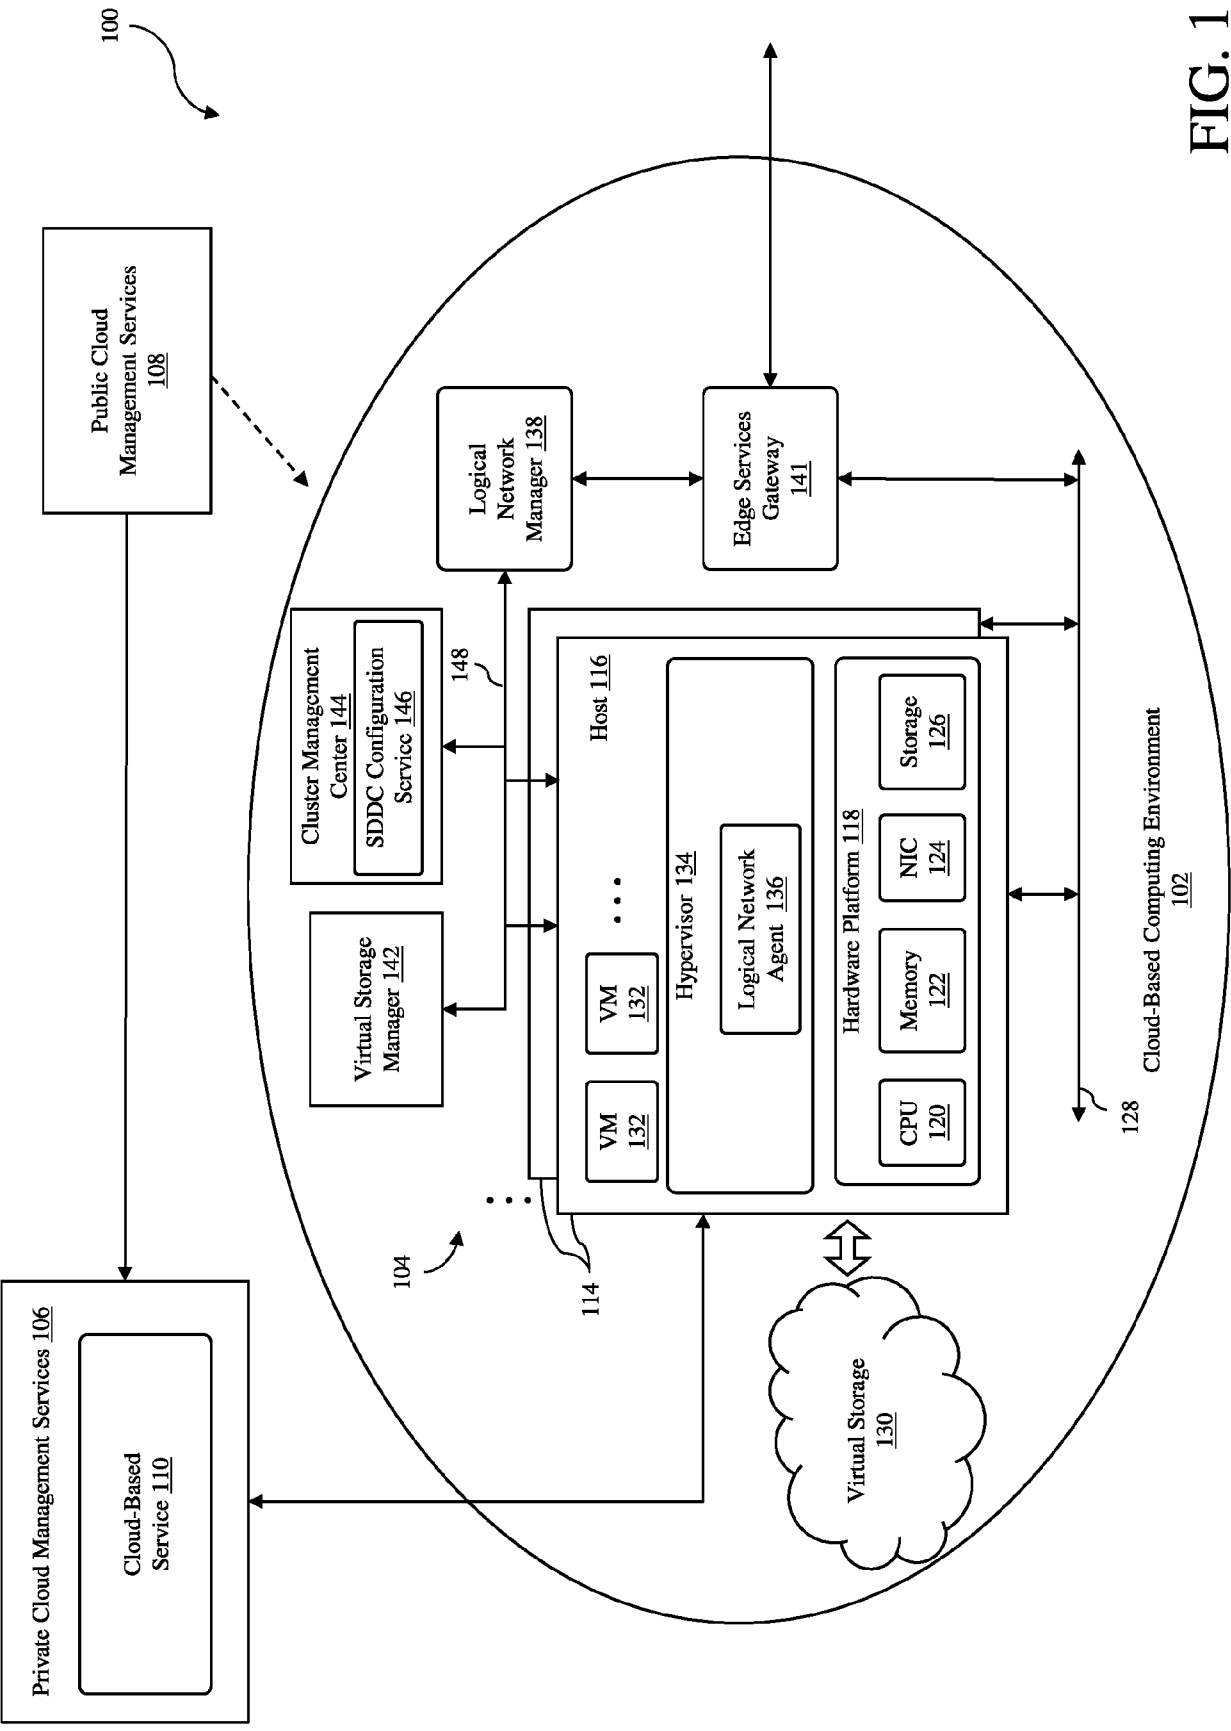 100
Private Cloud Management Services 106
Cloud-Based
Service 110
Public Cloud
Management Services
108
104
114
Virtual Storage
Manager 142
Cluster Management
Center 144
SDDC Configuration
Service 146
148
Logical
Network
Manager 138
Host 116
VM
132
VM
132
Hypervisor 134
Logical Network
Agent 136
Hardware Platform 118
CPU
120
Memory
122
NIC
124
Storage
126
Edge Services
Gateway
141
Virtual Storage
130
128
Cloud-Based Computing Environment
102
FIG. 1